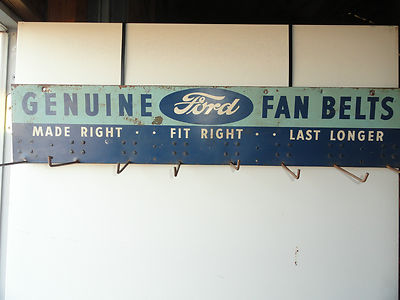 GENUINE Ford FAN BELTS
MADE RIGHT · · FIT RIGHT · · LAST LONGER